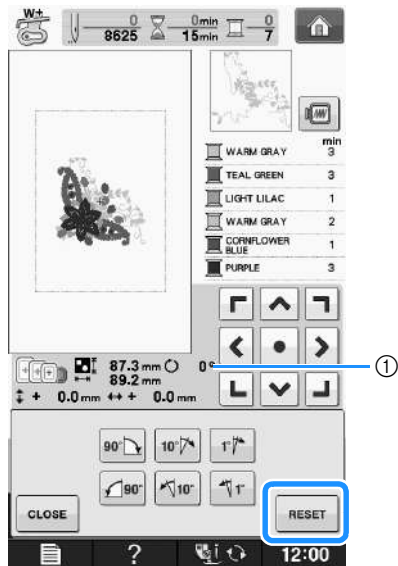 W+
0
8625
0min
15min
0
7
min
WARM GRAY 3
TEAL GREEN 3
LIGHT LILAC 1
WARM GRAY 2
CORNFLOWER
BLUE 1
PURPLE 3
87.3 mm 0°
89.2 mm
+ 0.0 mm + 0.0 mm
①
90° 10° 1°
90° 10° 1°
CLOSE RESET
? 12:00